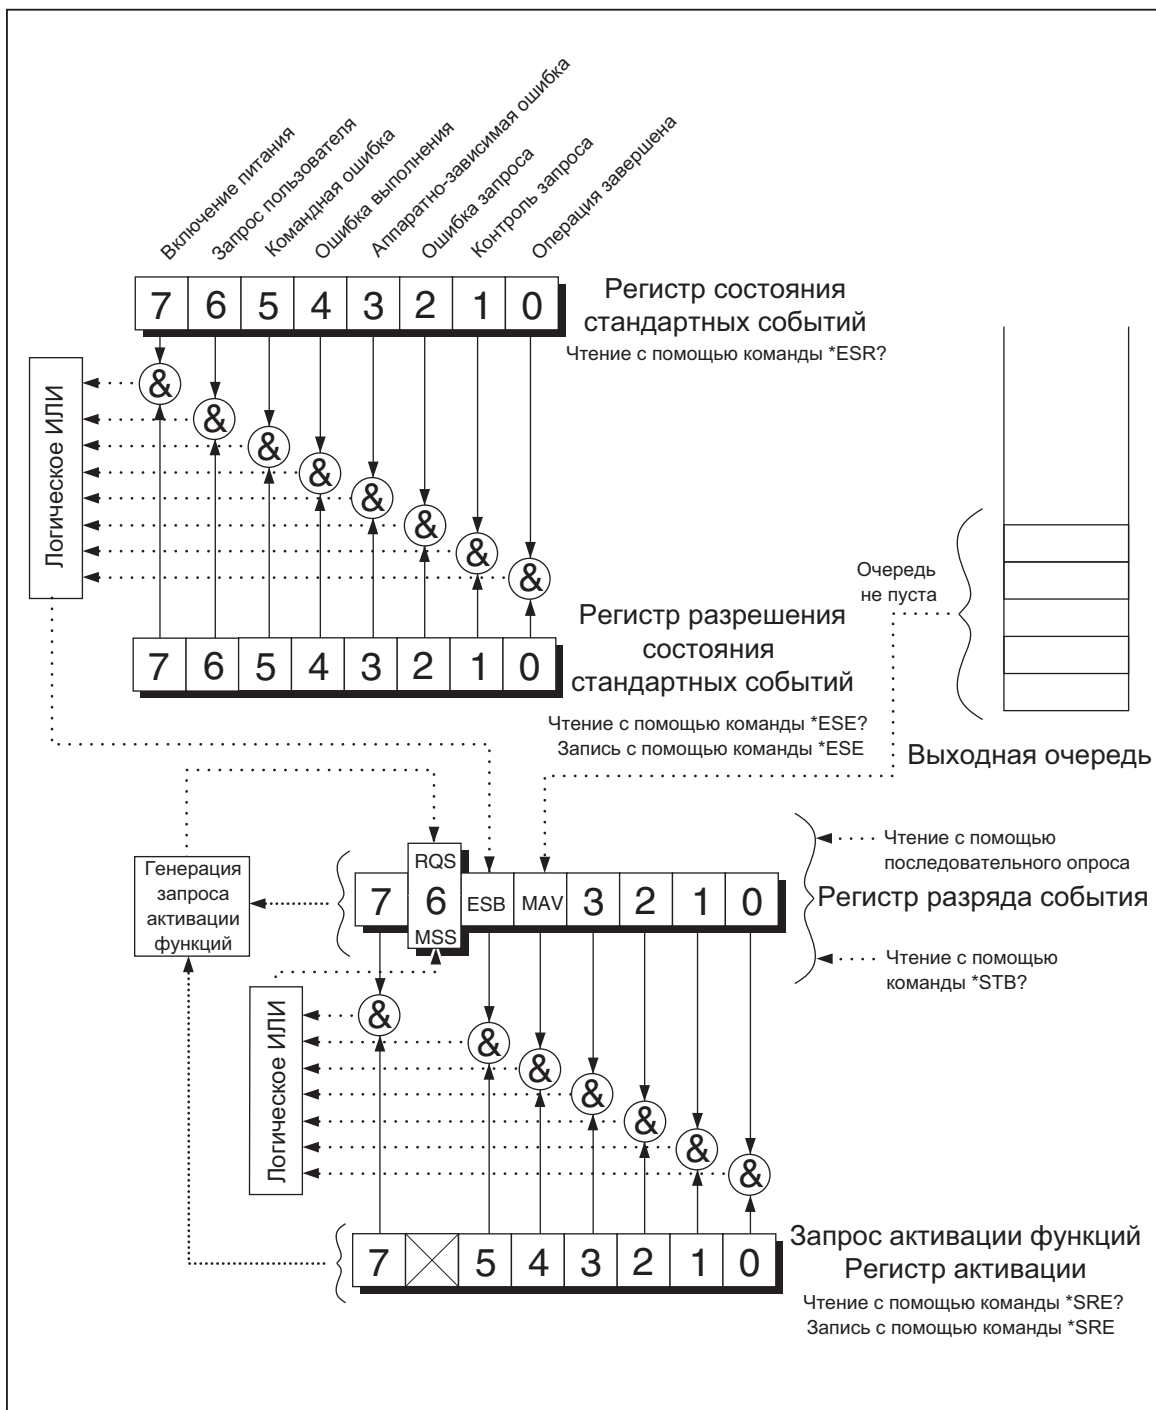 Включение питания
Запрос пользователя
Командная ошибка
Ошибка выполнения
Аппаратно-зависимая ошибка
Ошибка запроса
Контроль запроса
Операция завершена
7 6 5 4 3 2 1 0
Регистр состояния
стандартных событий
Чтение с помощью команды *ESR?
Логическое ИЛИ
&
&
&
&
&
&
&
&
Очередь
не пуста
Регистр разрешения
состояния
стандартных событий
7 6 5 4 3 2 1 0
Чтение с помощью команды *ESE?
Запись с помощью команды *ESE
Выходная очередь
Генерация
запроса
активации
функций
RQS
7 6 ESB MAV 3 2 1 0
MSS
Чтение с помощью
последовательного опроса
Регистр разряда события
Чтение с помощью
команды *STB?
Логическое ИЛИ
&
&
&
&
&
&
&
7 5 4 3 2 1 0
Запрос активации функций
Регистр активации
Чтение с помощью команды *SRE?
Запись с помощью команды *SRE